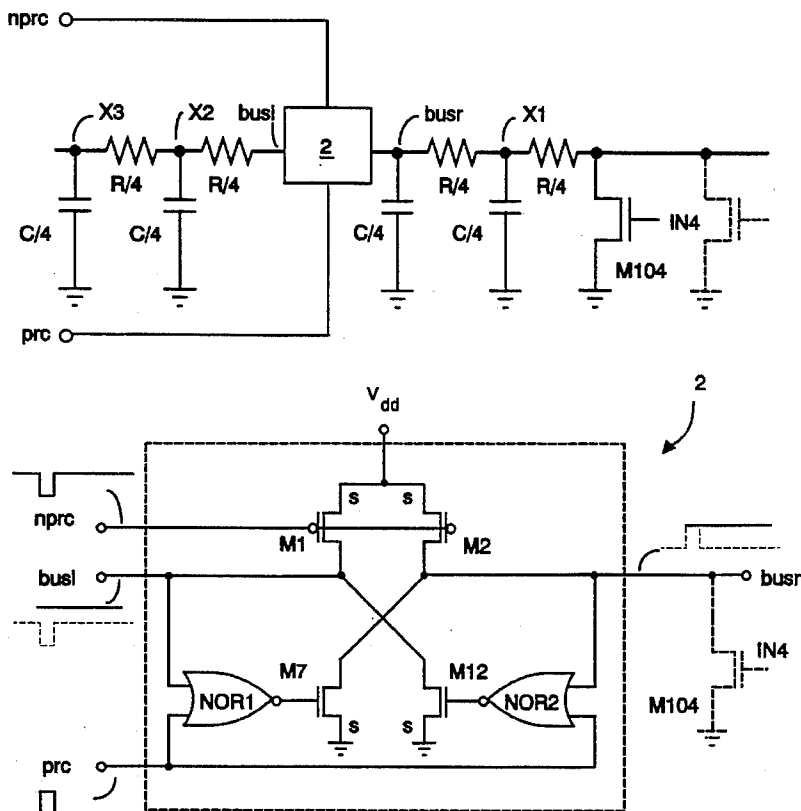 nprc
X3
X2
busl
2
busr
X1
R/4
R/4
R/4
R/4
C/4
C/4
C/4
C/4
IN4
M104
prc
2
V
dd
s
s
nprc
M1
M2
busl
busr
M7
M12
IN4
NOR1
NOR2
M104
s
s
prc